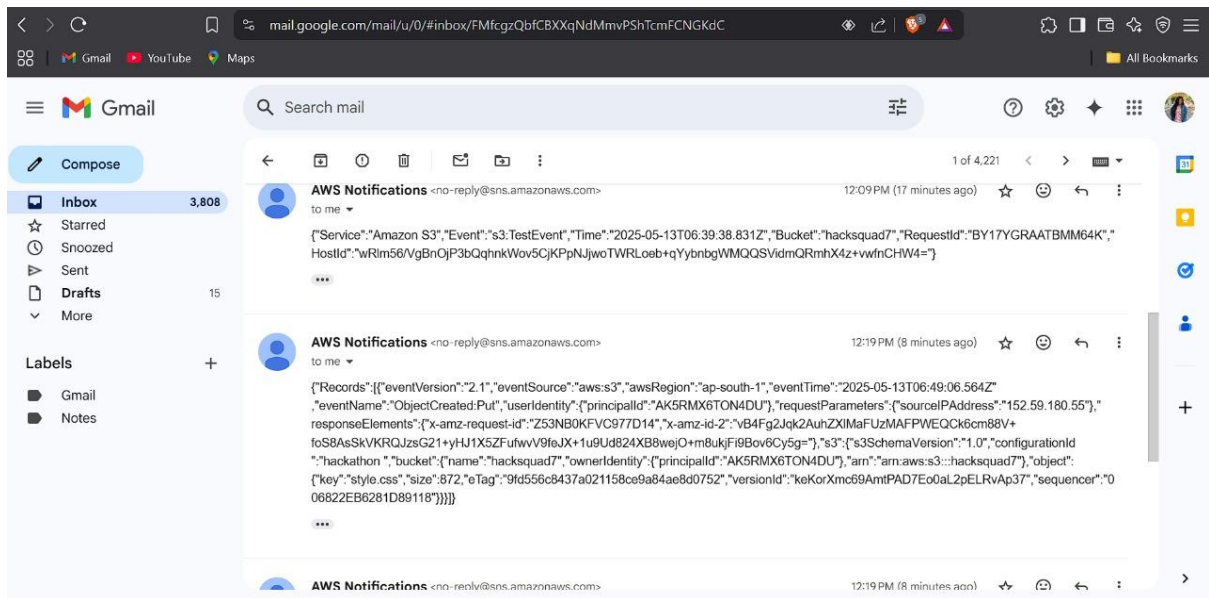 mail.google.com/mail/u/0/#inbox/FMfcgzQbfCBXXqNdMmvPShTcmFCNGKdC
Gmail YouTube Maps All Bookmarks
Gmail
Search mail
Compose
1 of 4,221
Inbox 3,808
Starred
Snoozed
Sent
Drafts 15
More
Labels
Gmail
Notes
AWS Notifications <no-reply@sns.amazonaws.com> 12:09 PM (17 minutes ago)
to me
{"Service":"Amazon S3","Event":"s3:TestEvent","Time":"2025-05-13T06:39:38.831Z","Bucket":"hacksquad7","RequestId":"BY17YGRAATBMM64K","
HostId":"wRlm56/VgBnOjP3bQqhnkWov5CjKPpNJjwoTWRLoeb+qYybnbgWMQQSVidmQRmhX4z+vwfnCHW4="}
AWS Notifications <no-reply@sns.amazonaws.com> 12:19 PM (8 minutes ago)
to me
{"Records":[{"eventVersion":"2.1","eventSource":"aws:s3","awsRegion":"ap-south-1","eventTime":"2025-05-13T06:49:06.564Z"
,"eventName":"ObjectCreated:Put","userIdentity":{"principalId":"AK5RMX6TON4DU"},"requestParameters":{"sourceIPAddress":"152.59.180.55"},"
responseElements":{"x-amz-request-id":"Z53NB0KFVC977D14","x-amz-id-2":"vB4Fg2Jqk2AuhZXIMaFUzMAFPWEQCk6cm88V+
foS8AsSkVKRQJzsG21+yHJ1X5ZFufwvV9feJX+1u9Ud824XB8wejO+m8ukjFi9Bov6Cy5g="},"s3":{"s3SchemaVersion":"1.0","configurationId
":"hackathon ","bucket":{"name":"hacksquad7","ownerIdentity":{"principalId":"AK5RMX6TON4DU"},"arn":"arn:aws:s3:::hacksquad7"},"object":
{"key":"style.css","size":872,"eTag":"9fd556c8437a021158ce9a84ae8d0752","versionId":"keKorXmc69AmtPAD7Eo0aL2pELRvAp37","sequencer":"0
06822EB6281D89118"}}]}
AWS Notifications <no-reply@sns.amazonaws.com> 12:19 PM (8 minutes ago)